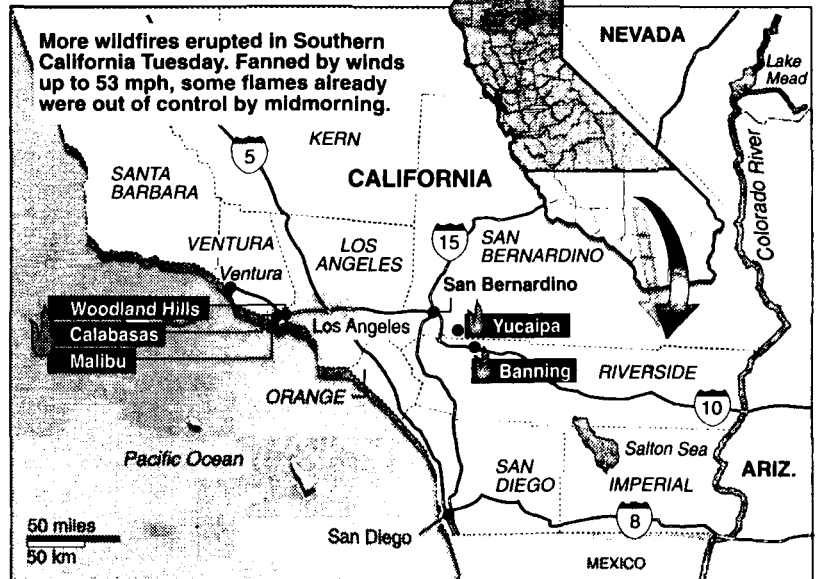 More wildfires erupted in Southern
California Tuesday. Fanned by winds
up to 53 mph, some flames already
were out of control by midmorning.
NEVADA
Lake
Mead
KERN
5
SANTA
BARBARA
CALIFORNIA
Colorado River
VENTURA
Ventura
LOS
ANGELES
15
SAN
BERNARDINO
San Bernardino
Woodland Hills
Calabasas
Malibu
Los Angeles
Yucaipa
Banning
RIVERSIDE
ORANGE
10
Pacific Ocean
Salton Sea
SAN
DIEGO
IMPERIAL
ARIZ.
50 miles
50 km
San Diego
8
MEXICO